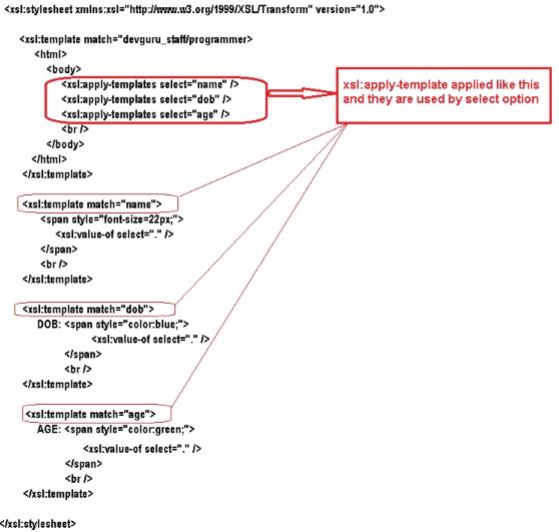 <xsl:stylesheet xmlns:xsl="http://www.w3.org/1999/XSL/Transform" version="1.0">
<xsl:template match="devguru_staff/programmer>
<html>
<body>
<xsl:apply-templates select="name" />
<xsl:apply-templates select="dob" />
<xsl:apply-templates select="age" />
<br />
</body>
</html>
</xsl:template>
xsl:apply-template applied like this
and they are used by select option
<xsl:template match="name">
<span style="font-size=22px;">
<xsl:value-of select="." />
</span>
<br />
</xsl:template>
<xsl:template match="dob">
DOB: <span style="color:blue;">
<xsl:value-of select="." />
</span>
<br />
</xsl:template>
<xsl:template match="age">
AGE: <span style="color:green;">
<xsl:value-of select="." />
</span>
<br />
</xsl:template>
</xsl:stylesheet>